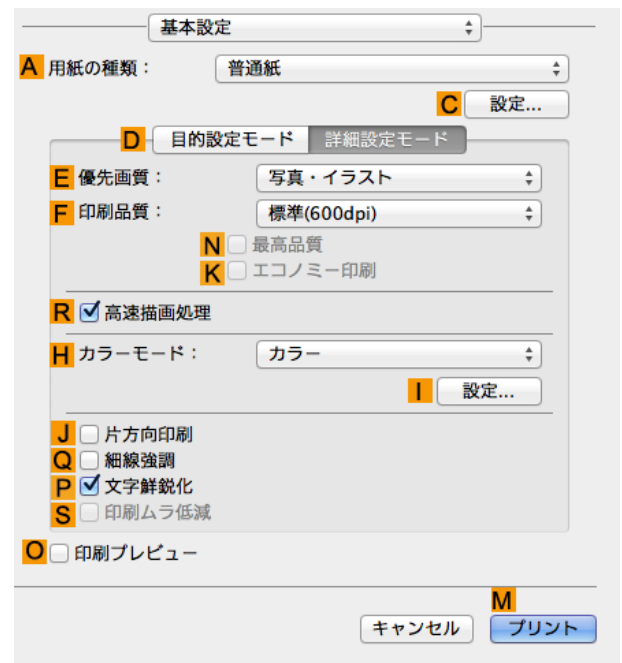 基本設定
A 用紙の種類： 普通紙
C 設定...
D 目的設定モード 詳細設定モード
E 優先画質： 写真・イラスト
F 印刷品質： 標準(600dpi)
N 最高品質
K エコノミー印刷
R 高速描画処理
H カラーモード： カラー
I 設定...
J 片方向印刷
Q 細線強調
P 文字鮮鋭化
S 印刷ムラ低減
O 印刷プレビュー
M
キャンセル プリント